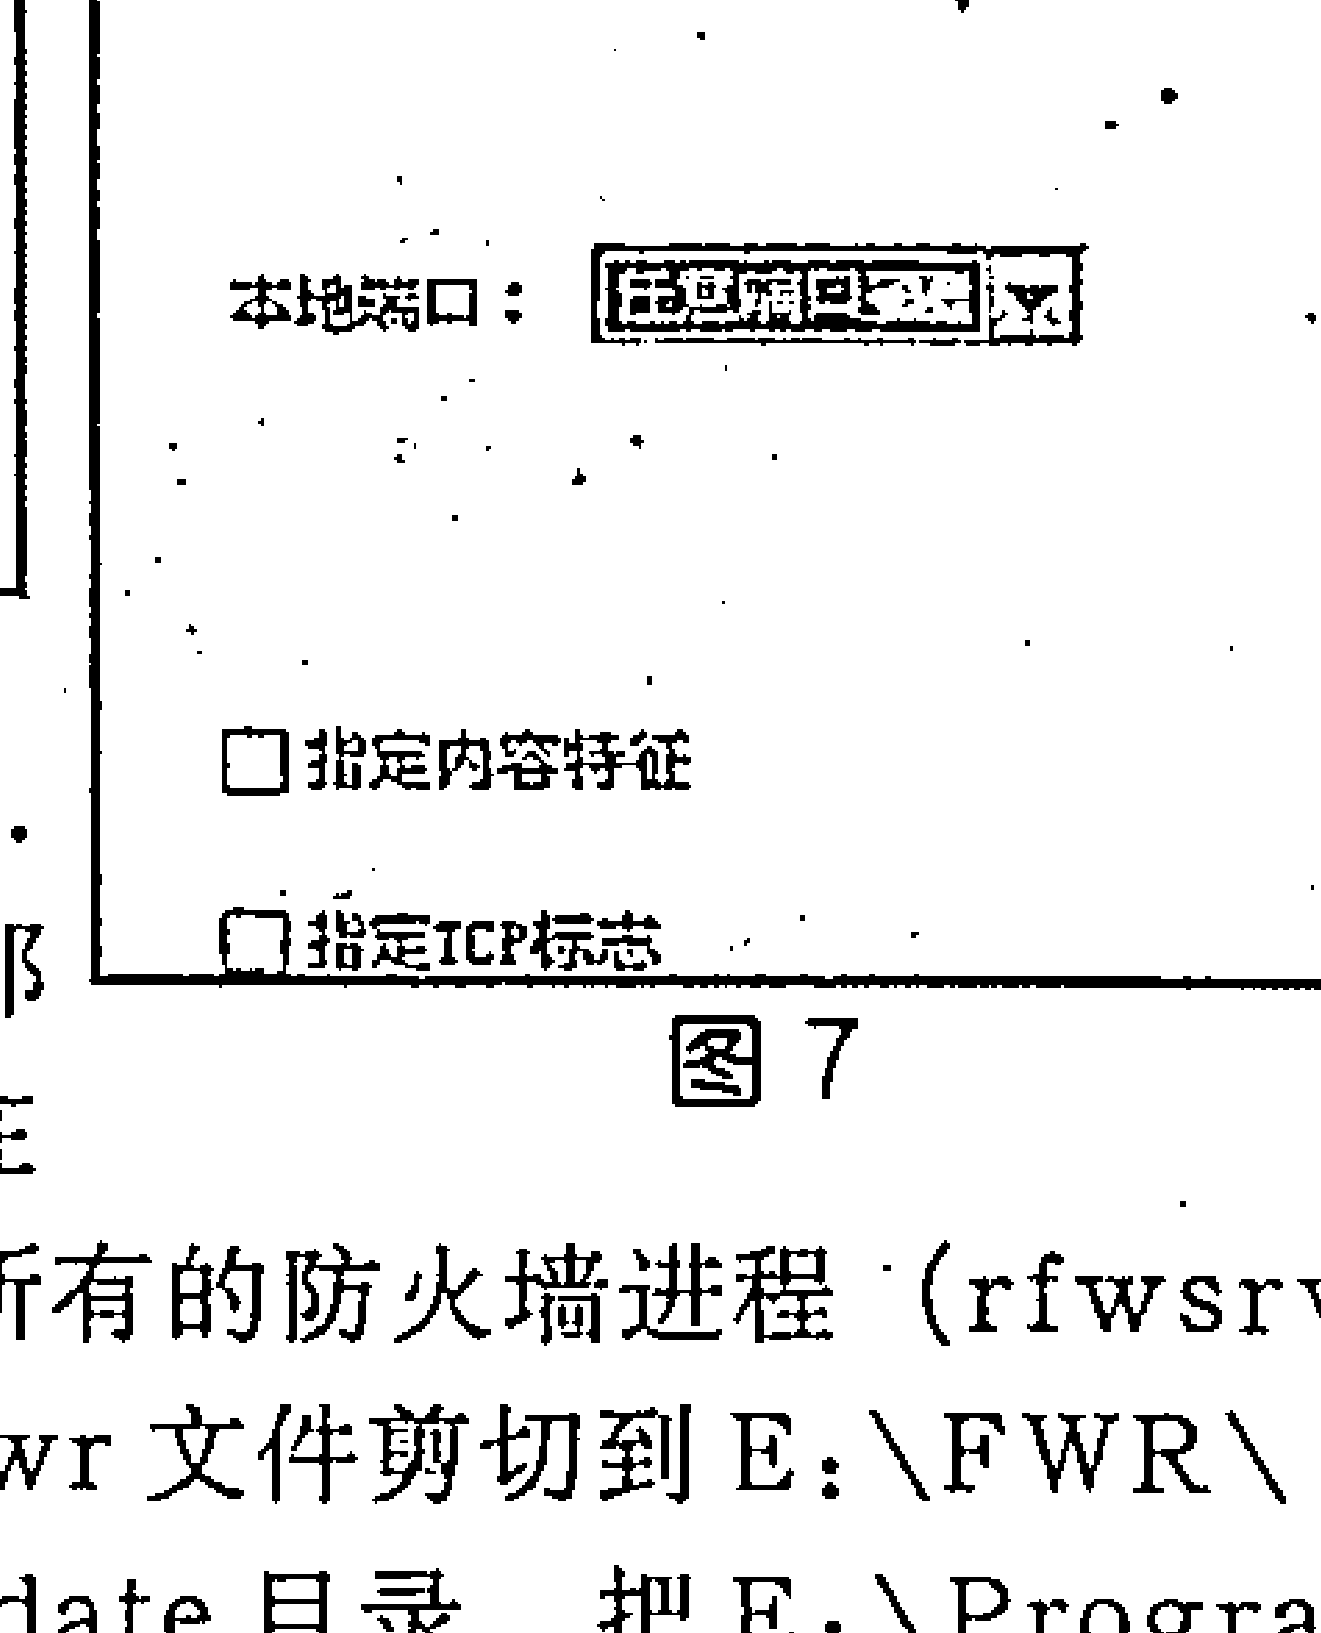 本地端口：
指定内容特征
指定TCP标志
图 7
所有的防火墙进程（rfwsrv
wr 文件剪切到 E:\FWR\
date 目录 把 E:\Progra